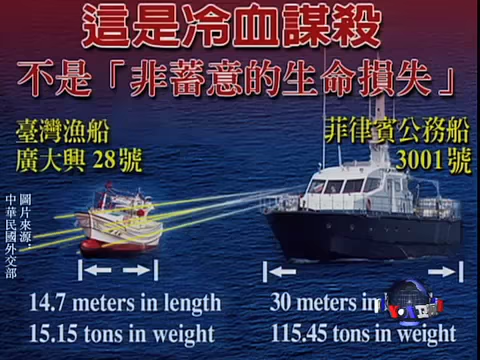 這是冷血謀殺
不是「非蓄意的生命損失」
臺灣漁船
廣大興 28號
菲律賓公務船
3001號
圖片來源：
中華民國外交部
14.7 meters in length
15.15 tons in weight
30 meters in
115.45 tons in weight